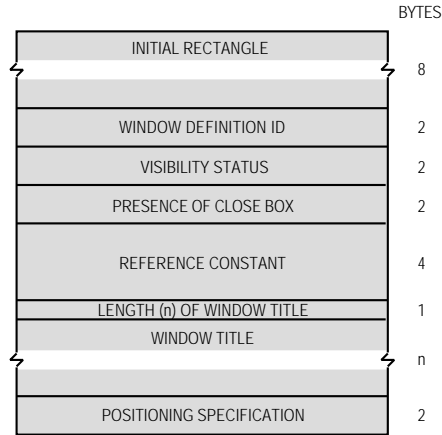 BYTES
INITIAL RECTANGLE
8
WINDOW DEFINITION ID 2
VISIBILITY STATUS 2
PRESENCE OF CLOSE BOX 2
REFERENCE CONSTANT 4
LENGTH (n) OF WINDOW TITLE 1
WINDOW TITLE
n
POSITIONING SPECIFICATION 2